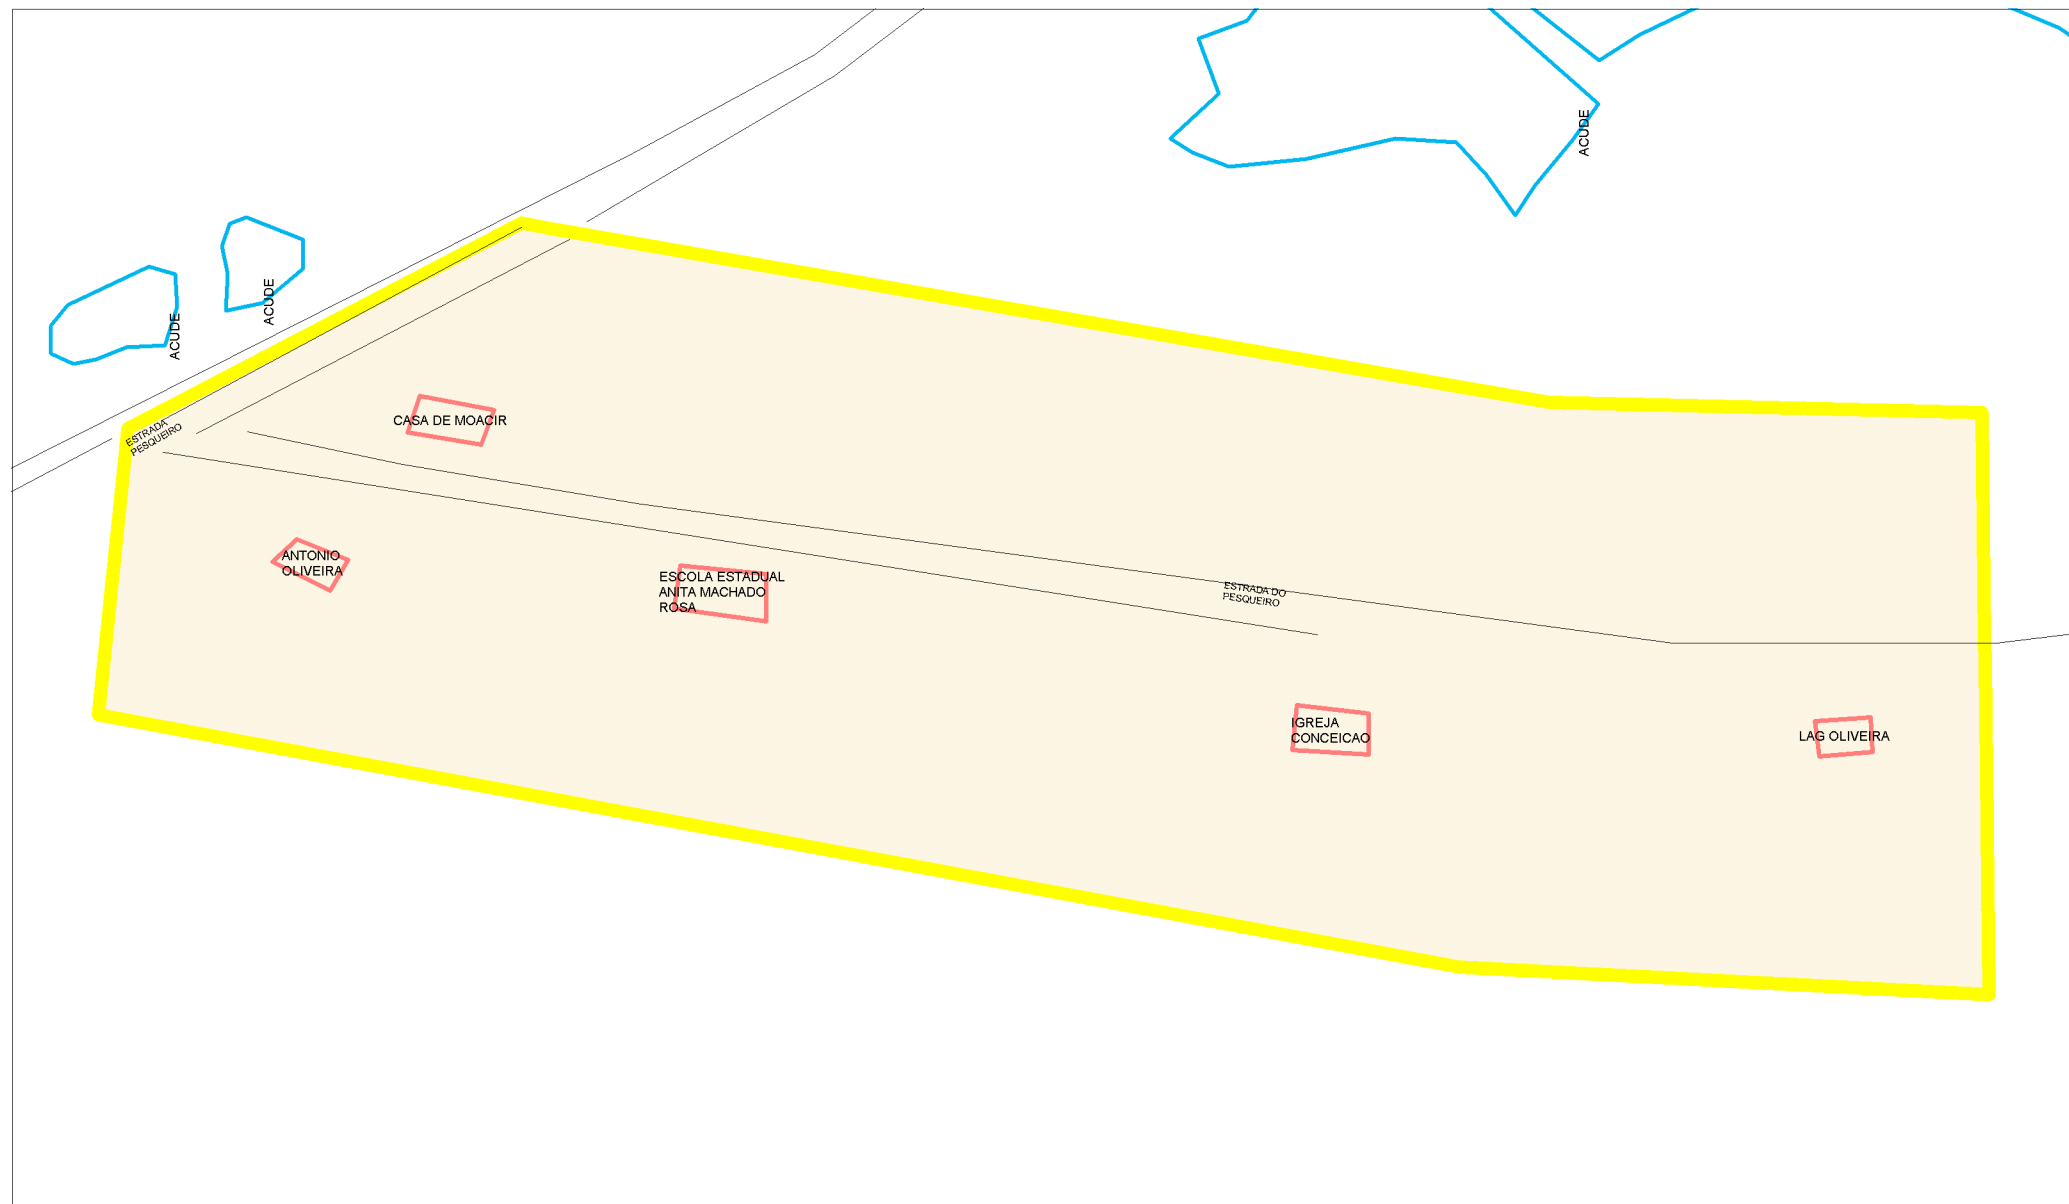 ACUDE
ACUDE
ACUDE
ESTRADA
PESQUEIRO
CASA DE MOACIR
ANTONIO
OLIVEIRA
ESCOLA ESTADUAL
ANITA MACHADO
ROSA
ESTRADA DO
PESQUEIRO
IGREJA
CONCEICAO
LAG OLIVEIRA